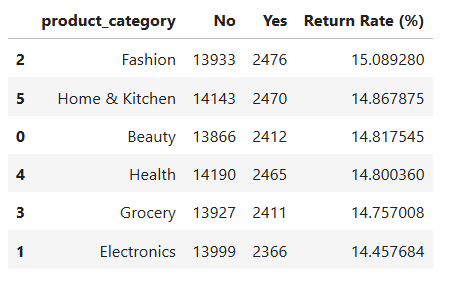 product_category No Yes Return Rate (%)
2 Fashion 13933 2476 15.089280
5 Home & Kitchen 14143 2470 14.867875
0 Beauty 13866 2412 14.817545
4 Health 14190 2465 14.800360
3 Grocery 13927 2411 14.757008
1 Electronics 13999 2366 14.457684